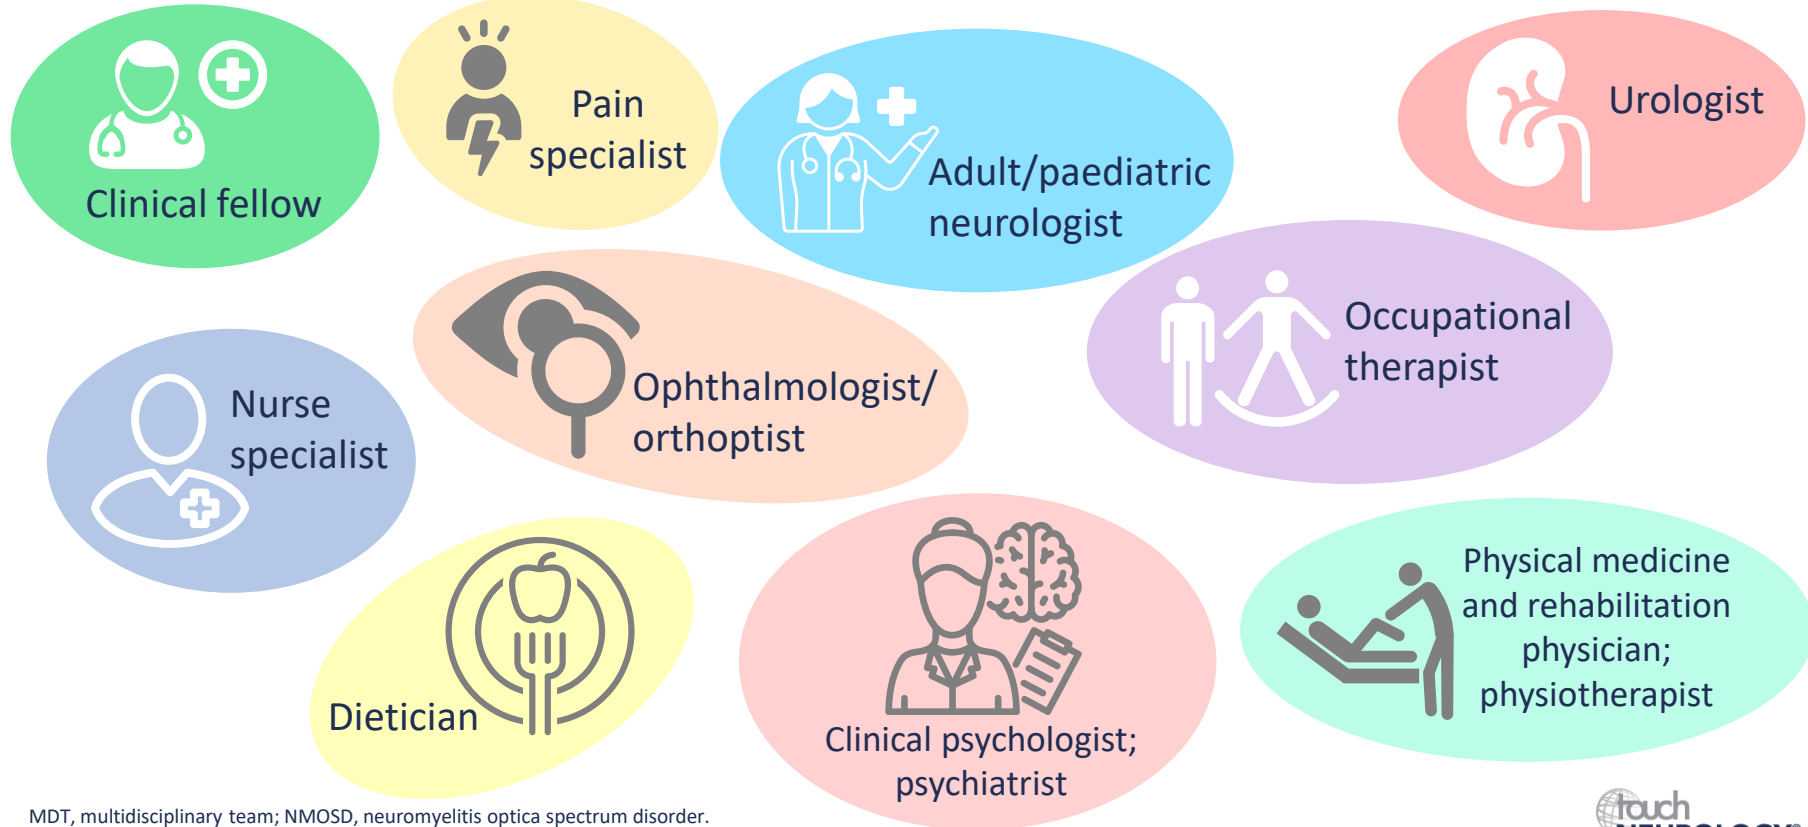 Clinical fellow
Pain
specialist
Adult/paediatric
neurologist
Urologist
Nurse
specialist
Ophthalmologist/
orthoptist
Occupational
therapist
Dietician
Clinical psychologist;
psychiatrist
Physical medicine
and rehabilitation
physician;
physiotherapist
MDT, multidisciplinary team; NMOSD, neuromyelitis optica spectrum disorder.
touch
NEUROLOGY®